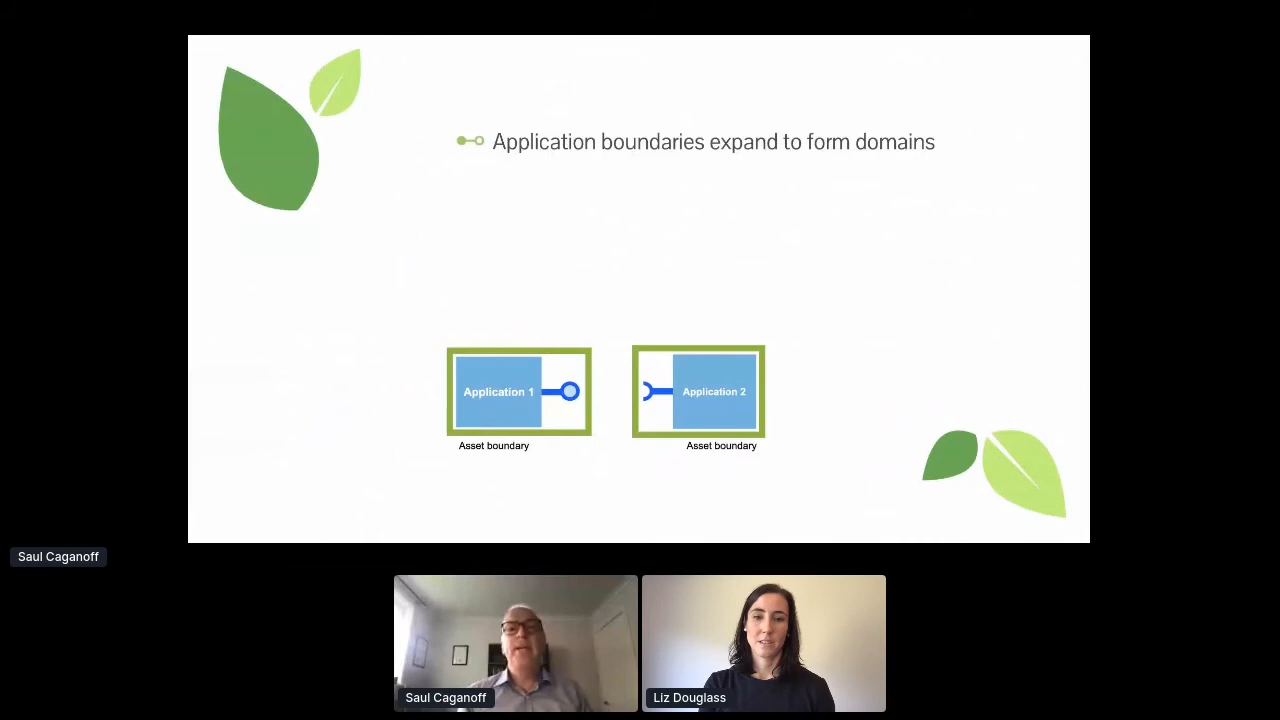 Application boundaries expand to form domains
Application 1
Application 2
Asset boundary
Asset boundary
Saul Caganoff
Saul Caganoff
Liz Douglass